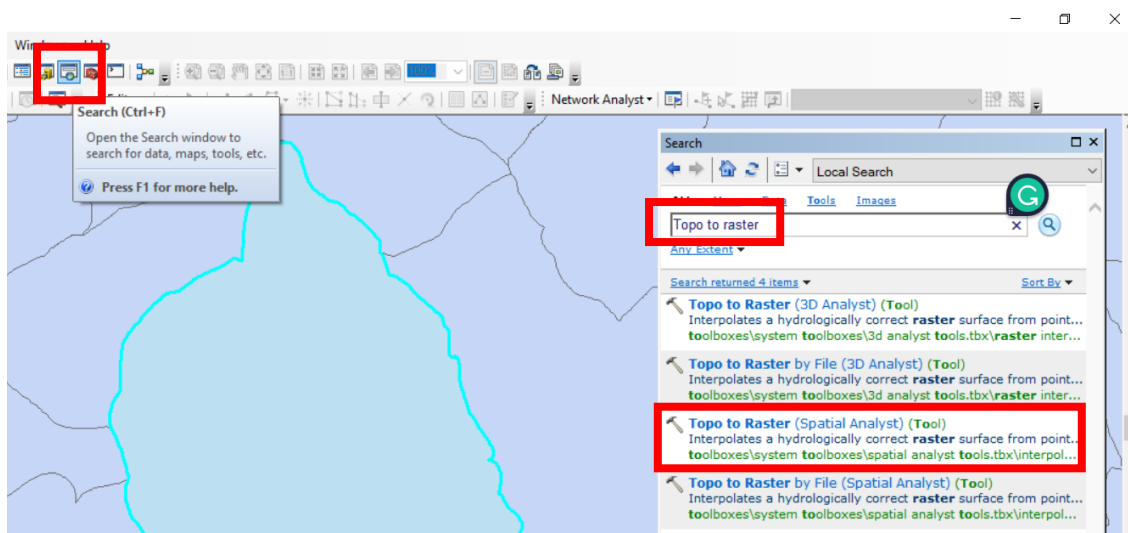 Help
100%
Network Analyst
Search (Ctrl+F)
Open the Search window to
search for data, maps, tools, etc.
Press F1 for more help.
Search
Local Search
Tools Images
Topo to raster
Any Extent
Search returned 4 items Sort By
Topo to Raster (3D Analyst) (Tool)
Interpolates a hydrologically correct raster surface from point...
toolboxes\system toolboxes\3d analyst tools.tbx\raster inter...
Topo to Raster by File (3D Analyst) (Tool)
Interpolates a hydrologically correct raster surface from point...
toolboxes\system toolboxes\3d analyst tools.tbx\raster inter...
Topo to Raster (Spatial Analyst) (Tool)
Interpolates a hydrologically correct raster surface from point..
toolboxes\system toolboxes\spatial analyst tools.tbx\interpol...
Topo to Raster by File (Spatial Analyst) (Tool)
Interpolates a hydrologically correct raster surface from point...
toolboxes\system toolboxes\spatial analyst tools.tbx\interpol...